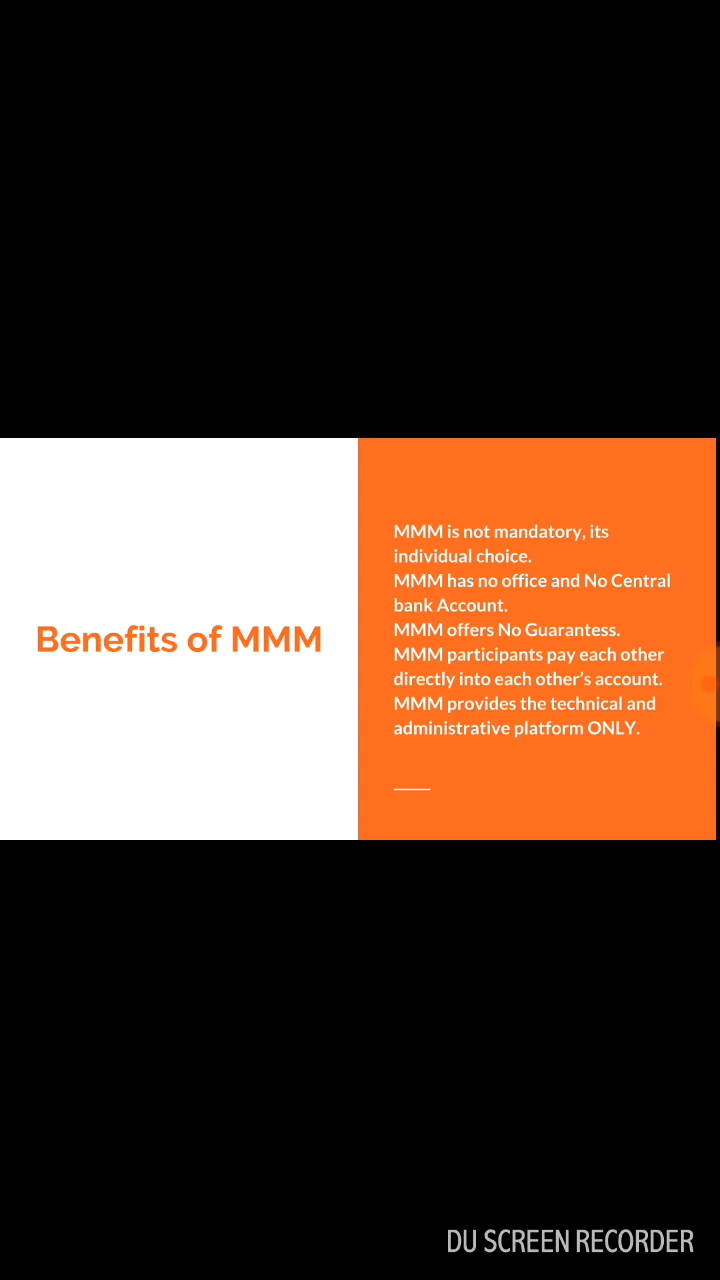 Benefits of MMM
MMM is not mandatory, its
individual choice.
MMM has no office and No Central
bank Account.
MMM offers No Guarantess.
MMM participants pay each other
directly into each other's account.
MMM provides the technical and
administrative platform ONLY.
DU SCREEN RECORDER